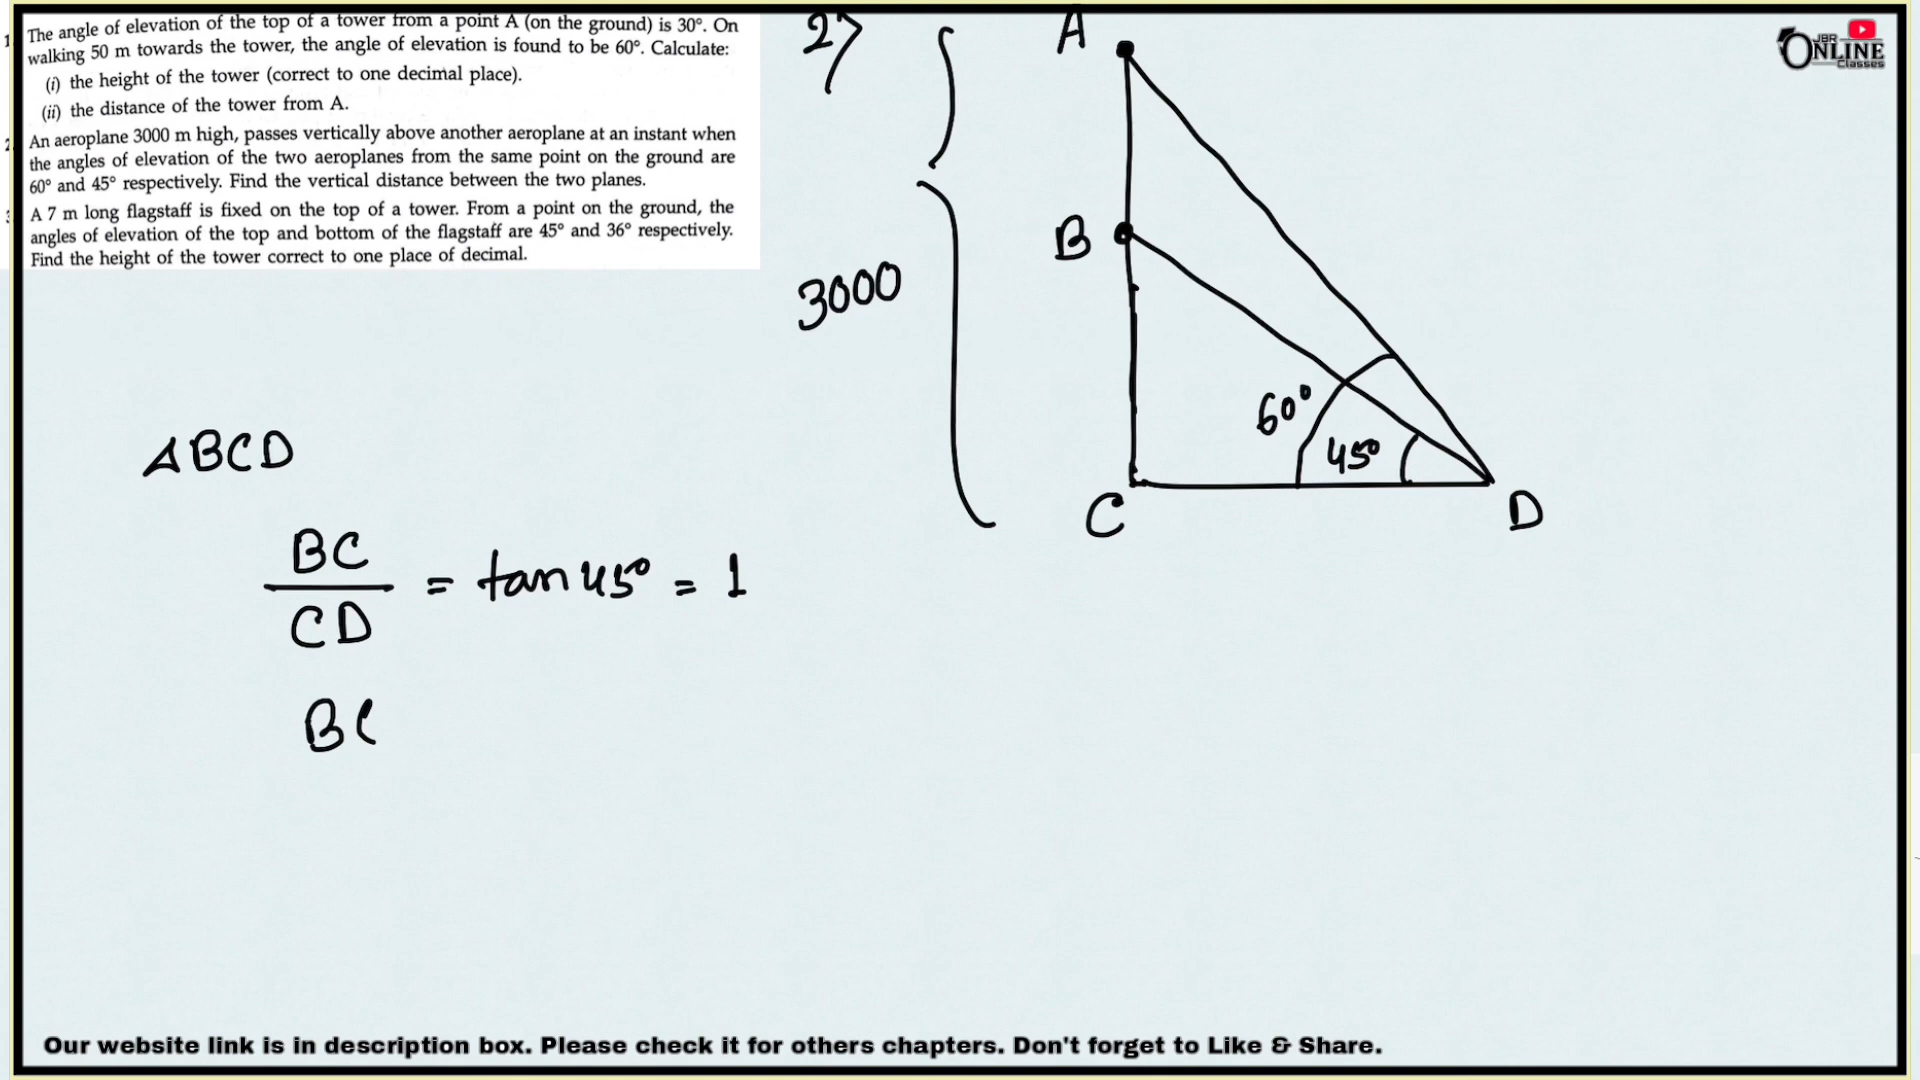 The angle of elevation of the top of a tower from a point A (on the ground) is 30°. On
walking 50 m towards the tower, the angle of elevation is found to be 60°. Calculate:
(i) the height of the tower (correct to one decimal place).
(ii) the distance of the tower from A.
An aeroplane 3000 m high, passes vertically above another aeroplane at an instant when
the angles of elevation of the two aeroplanes from the same point on the ground are
60° and 45° respectively. Find the vertical distance between the two planes.
A 7 m long flagstaff is fixed on the top of a tower. From a point on the ground, the
angles of elevation of the top and bottom of the flagstaff are 45° and 36° respectively.
Find the height of the tower correct to one place of decimal.
2>
A
JBR
ONLINE
Classes
B
3000
60°
45°
C
D
ΔBCD
BC
CD
= tan 45° = 1
BC
Our website link is in description box. Please check it for others chapters. Don't forget to Like & Share.